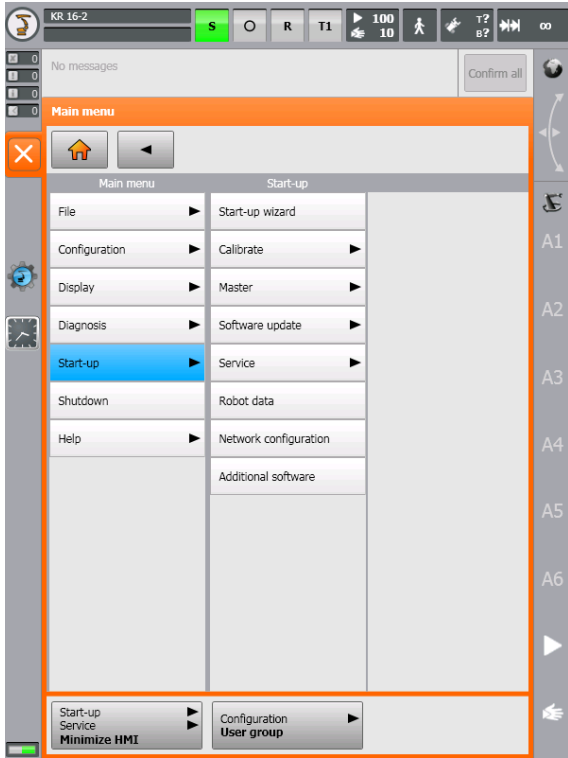 KR 16-2
S
O
R
T1
100
10
T?
B?
∞
0
0
0
0
No messages
Confirm all
Main menu
Main menu
Start-up
File
Configuration
Display
Diagnosis
Start-up
Shutdown
Help
Start-up wizard
Calibrate
Master
Software update
Service
Robot data
Network configuration
Additional software
A1
A2
A3
A4
A5
A6
Start-up
Service
Minimize HMI
Configuration
User group